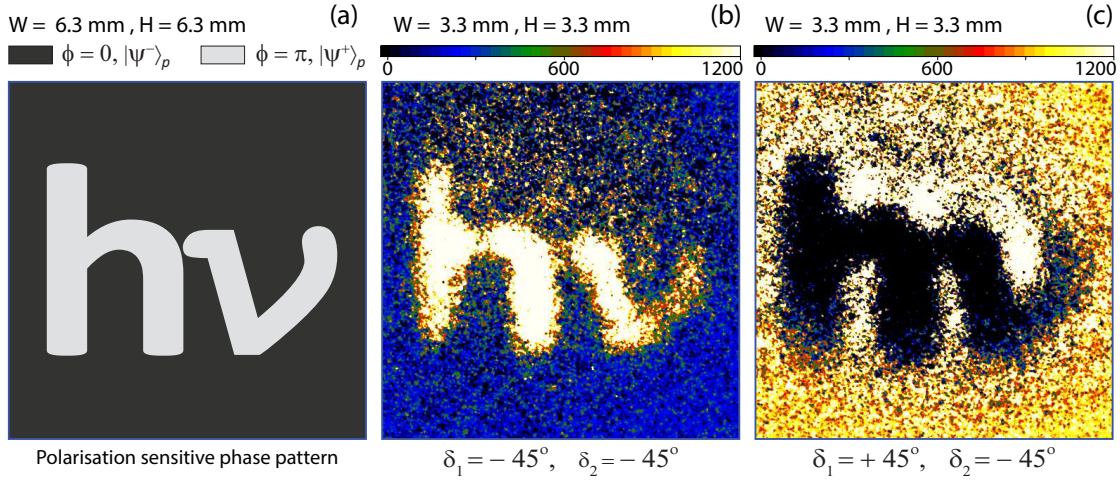 W = 6.3 mm , H = 6.3 mm (a)
ϕ = 0, |ψ⁻⟩ₚ ϕ = π, |ψ⁺⟩ₚ
hν
Polarisation sensitive phase pattern
W = 3.3 mm , H = 3.3 mm (b)
0 600 1200
hν
δ₁ = − 45°, δ₂ = − 45°
W = 3.3 mm , H = 3.3 mm (c)
0 600 1200
hν
δ₁ = + 45°, δ₂ = − 45°